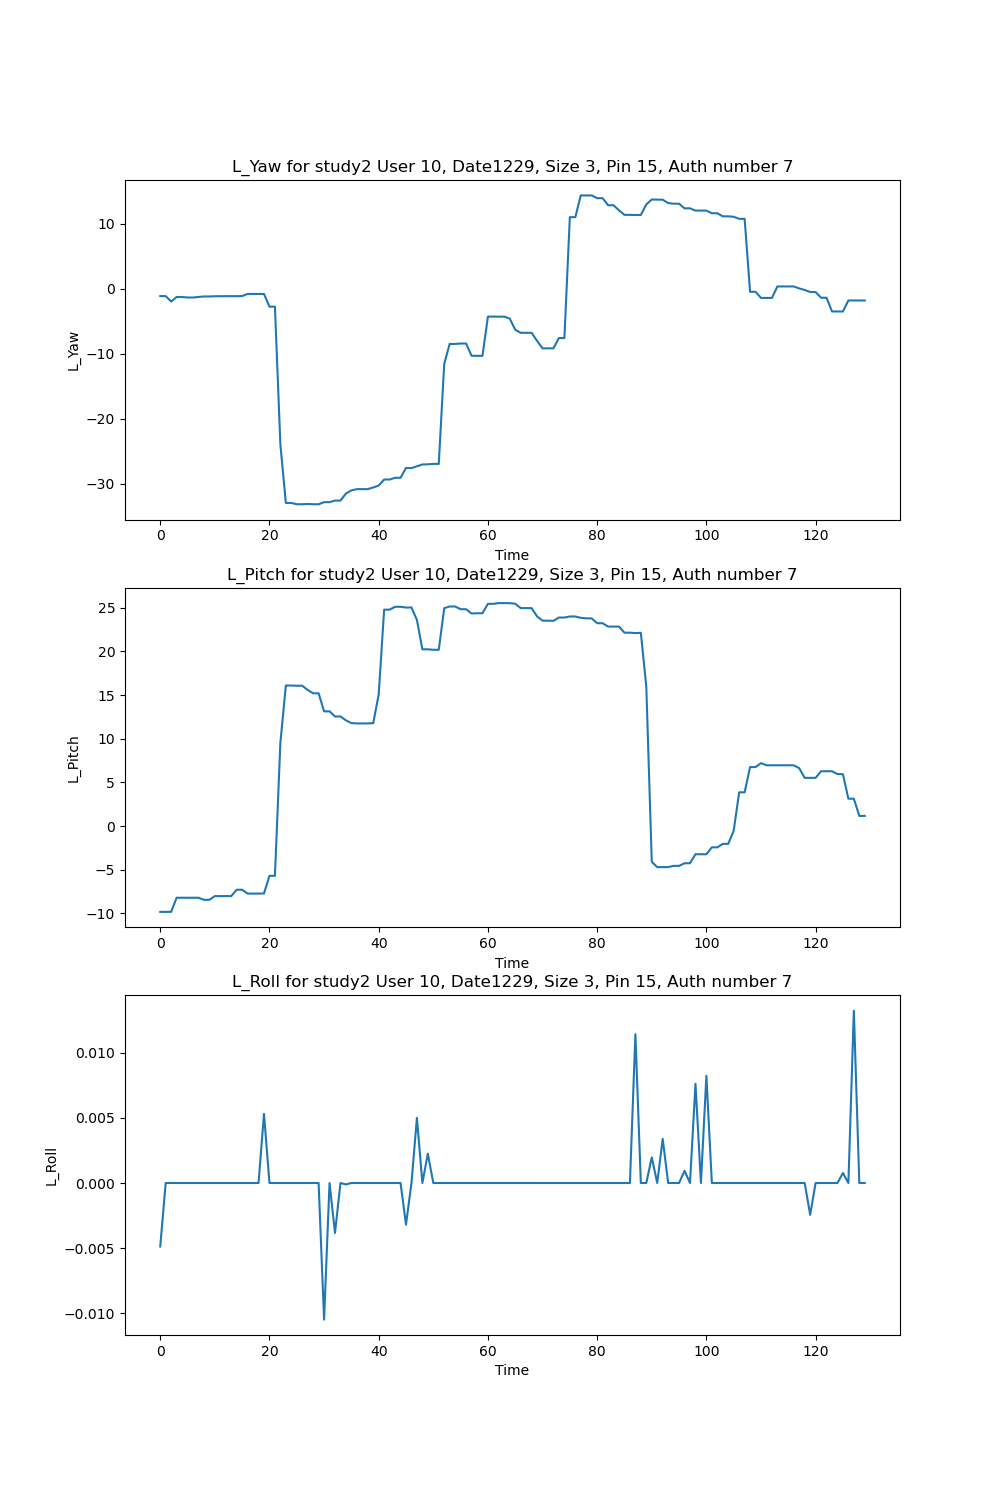 L_Yaw for study2 User 10, Date1229, Size 3, Pin 15, Auth number 7
10
0
−10
−20
−30
L_Yaw
0 20 40 60 80 100 120
Time
L_Pitch for study2 User 10, Date1229, Size 3, Pin 15, Auth number 7
25
20
15
10
5
0
−5
−10
L_Pitch
0 20 40 60 80 100 120
Time
L_Roll for study2 User 10, Date1229, Size 3, Pin 15, Auth number 7
0.010
0.005
0.000
−0.005
−0.010
L_Roll
0 20 40 60 80 100 120
Time